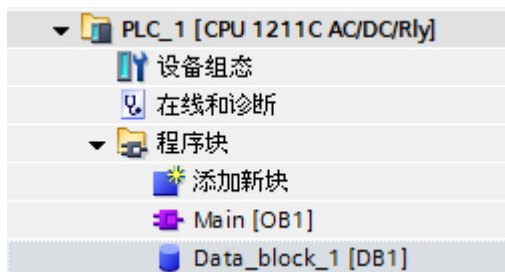 PLC_1 [CPU 1211C AC/DC/Rly]
设备组态
在线和诊断
程序块
添加新块
Main [OB1]
Data_block_1 [DB1]